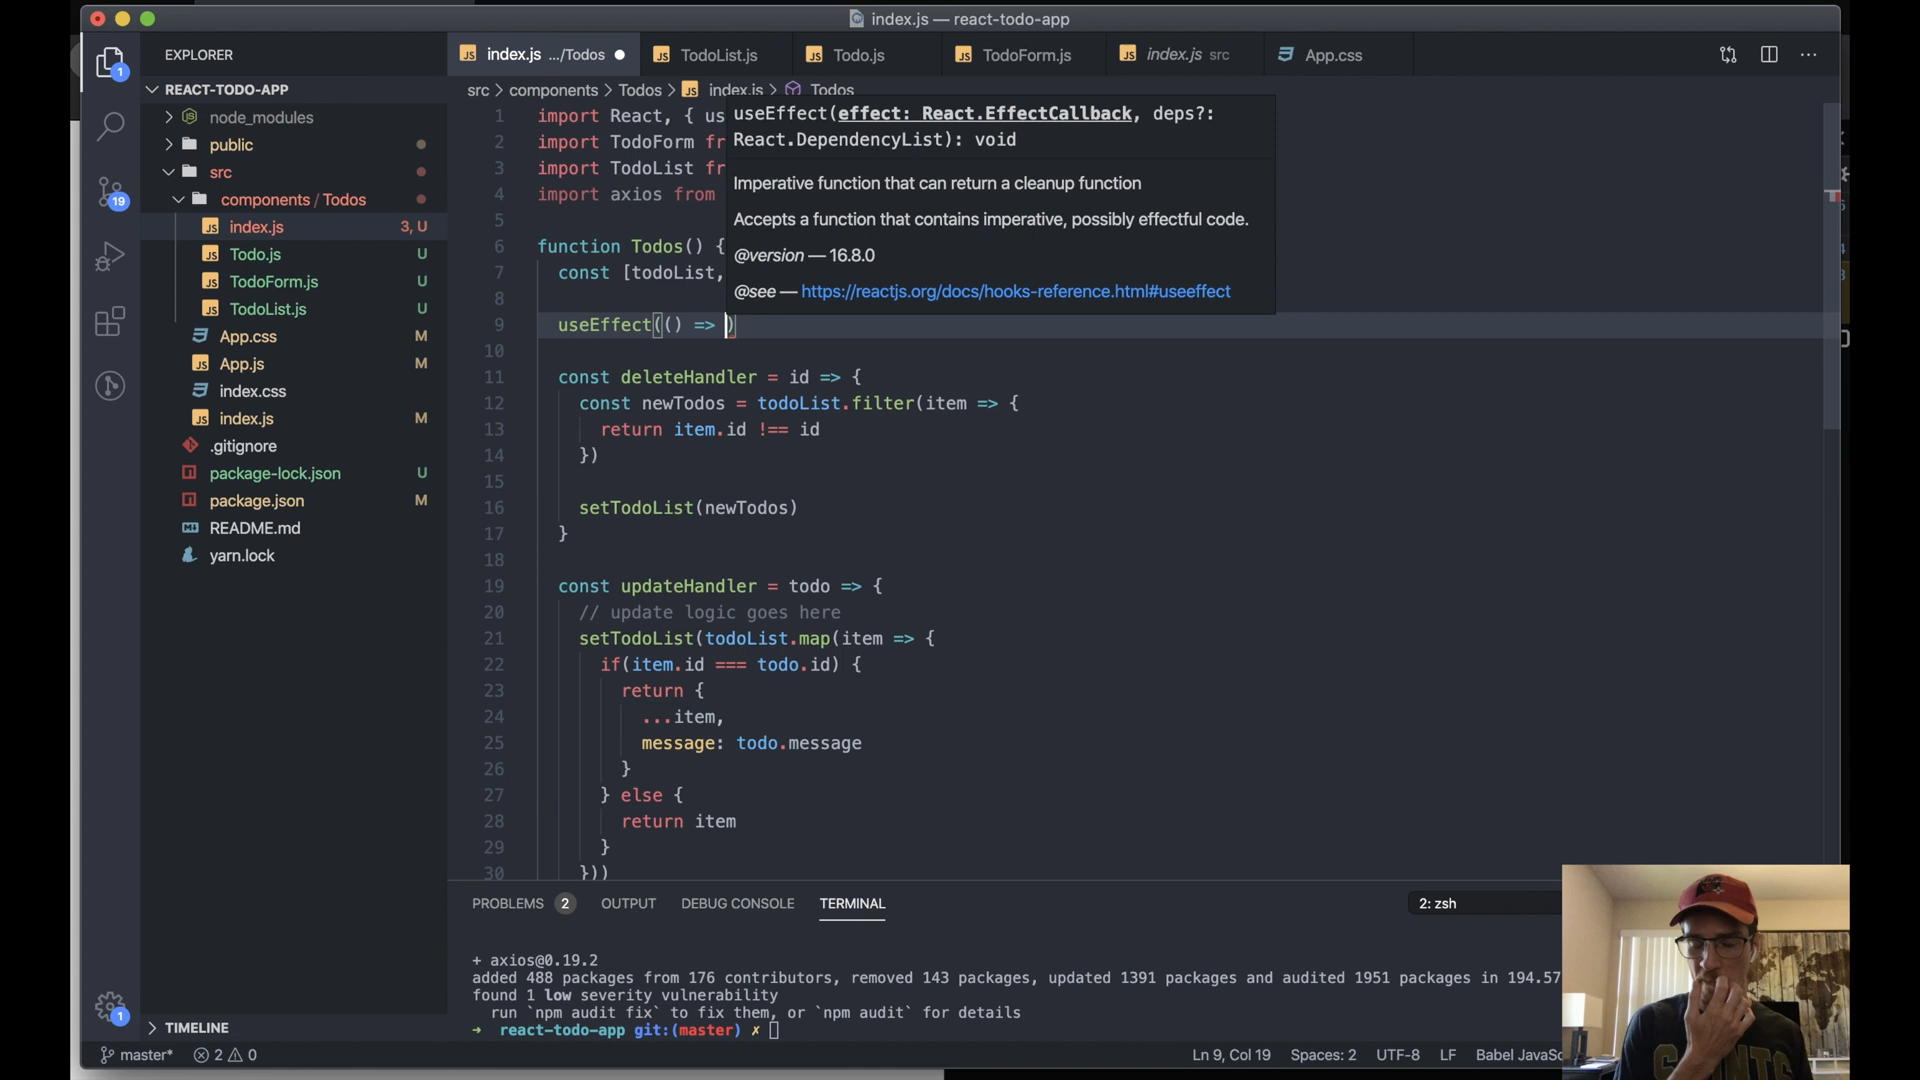 index.js — react-todo-app
EXPLORER
index.js .../Todos
TodoList.js
Todo.js
TodoForm.js
index.js src
App.css
1
REACT-TODO-APP
src > components > Todos > index.js > Todos
node_modules
public
src
components / Todos
index.js 3, U
Todo.js U
TodoForm.js U
TodoList.js U
App.css M
App.js M
index.css
index.js M
.gitignore
package-lock.json U
package.json M
README.md
yarn.lock
TIMELINE
19
1
useEffect(effect: React.EffectCallback, deps?:
React.DependencyList): void
Imperative function that can return a cleanup function
Accepts a function that contains imperative, possibly effectful code.
@version — 16.8.0
@see — https://reactjs.org/docs/hooks-reference.html#useeffect
1 import React, { us
2 import TodoForm fr
3 import TodoList fr
4 import axios from
5
6 function Todos() {
7 const [todoList,
8
9 useEffect(() => )
10
11 const deleteHandler = id => {
12 const newTodos = todoList.filter(item => {
13 return item.id !== id
14 })
15
16 setTodoList(newTodos)
17 }
18
19 const updateHandler = todo => {
20 // update logic goes here
21 setTodoList(todoList.map(item => {
22 if(item.id === todo.id) {
23 return {
24 ...item,
25 message: todo.message
26 }
27 } else {
28 return item
29 }
30 }))
PROBLEMS 2 OUTPUT DEBUG CONSOLE TERMINAL 2: zsh
+ axios@0.19.2
added 488 packages from 176 contributors, removed 143 packages, updated 1391 packages and audited 1951 packages in 194.57
found 1 low severity vulnerability
run `npm audit fix` to fix them, or `npm audit` for details
→ react-todo-app git:(master) ✗
master* 2 0 Ln 9, Col 19 Spaces: 2 UTF-8 LF Babel JavaSc